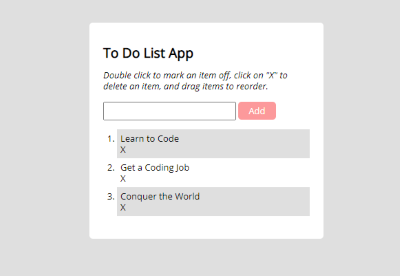 To Do List App
Double click to mark an item off, click on "X" to
delete an item, and drag items to reorder.
Add
1. Learn to Code
X
2. Get a Coding Job
X
3. Conquer the World
X